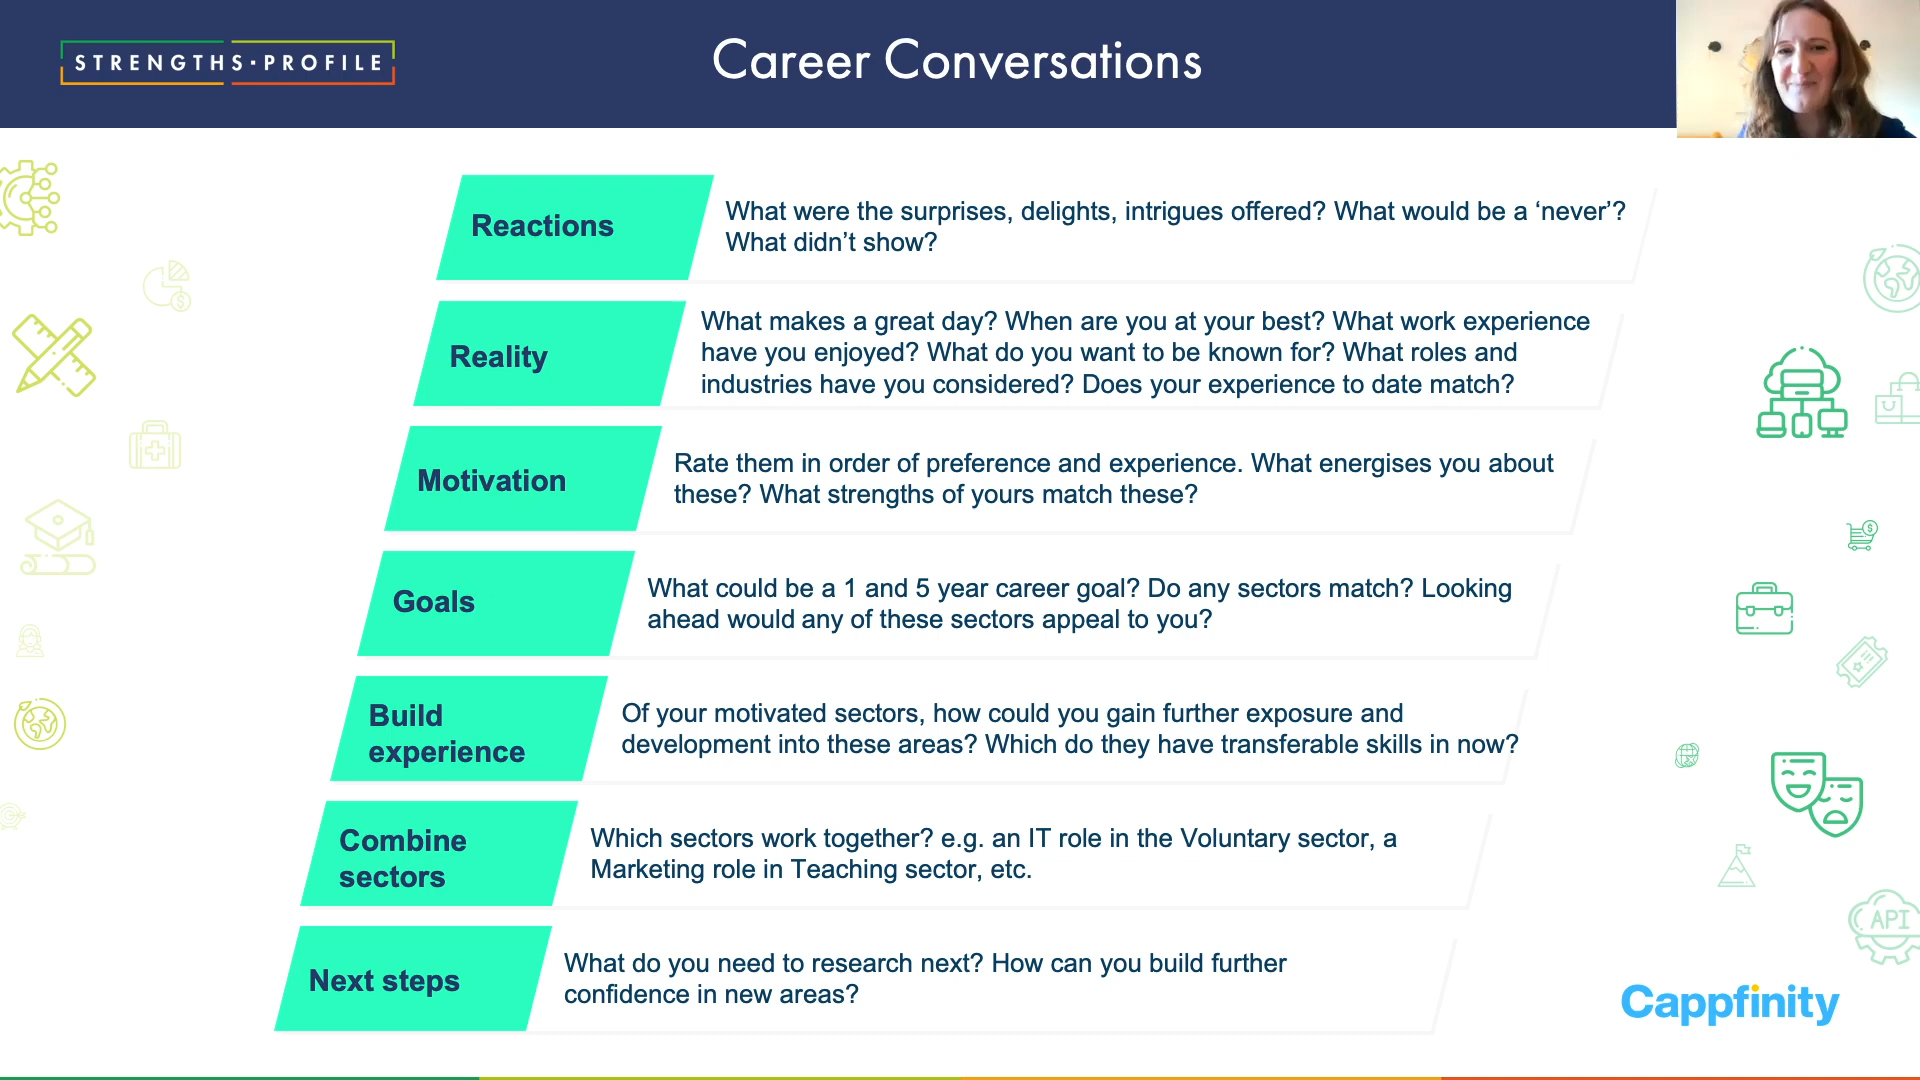 STRENGTHS·PROFILE
Career Conversations
Reactions
What were the surprises, delights, intrigues offered? What would be a ‘never’?
What didn’t show?
Reality
What makes a great day? When are you at your best? What work experience
have you enjoyed? What do you want to be known for? What roles and
industries have you considered? Does your experience to date match?
Motivation
Rate them in order of preference and experience. What energises you about
these? What strengths of yours match these?
Goals
What could be a 1 and 5 year career goal? Do any sectors match? Looking
ahead would any of these sectors appeal to you?
Build
experience
Of your motivated sectors, how could you gain further exposure and
development into these areas? Which do they have transferable skills in now?
Combine
sectors
Which sectors work together? e.g. an IT role in the Voluntary sector, a
Marketing role in Teaching sector, etc.
Next steps
What do you need to research next? How can you build further
confidence in new areas?
API
Cappfinity